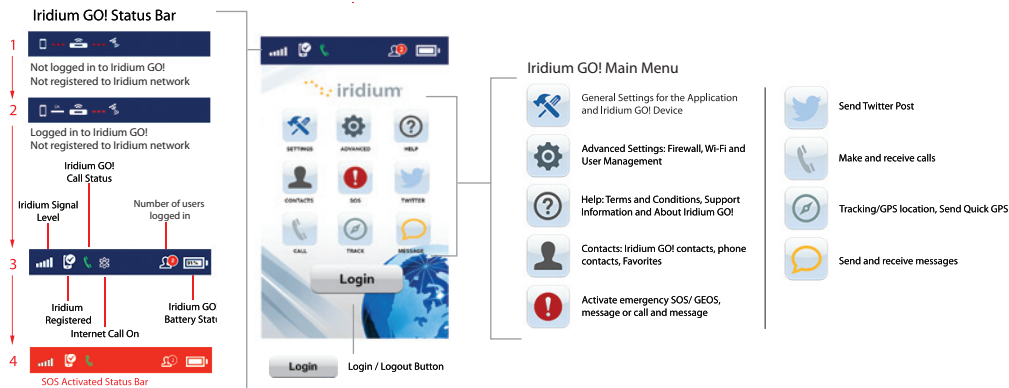 Iridium GO! Status Bar
1
Not logged in to Iridium GO!
Not registered to Iridium network
2
Logged in to Iridium GO!
Not registered to Iridium network
Iridium GO!
Call Status
Iridium Signal
Level
Number of users
logged in
3
Iridium
Registered
Internet Call On
Iridium GO
Battery Statu
4
SOS Activated Status Bar
iridium
SETTINGS
ADVANCED
HELP
CONTACTS
SOS
TWITTER
CALL
TRACK
MESSAGE
Login
Login
Login / Logout Button
Iridium GO! Main Menu
General Settings for the Application
and Iridium GO! Device
Advanced Settings: Firewall, Wi-Fi and
User Management
Help: Terms and Conditions, Support
Information and About Iridium GO!
Contacts: Iridium GO! contacts, phone
contacts, Favorites
Activate emergency SOS/ GEOS,
message or call and message
Send Twitter Post
Make and receive calls
Tracking/GPS location, Send Quick GPS
Send and receive messages